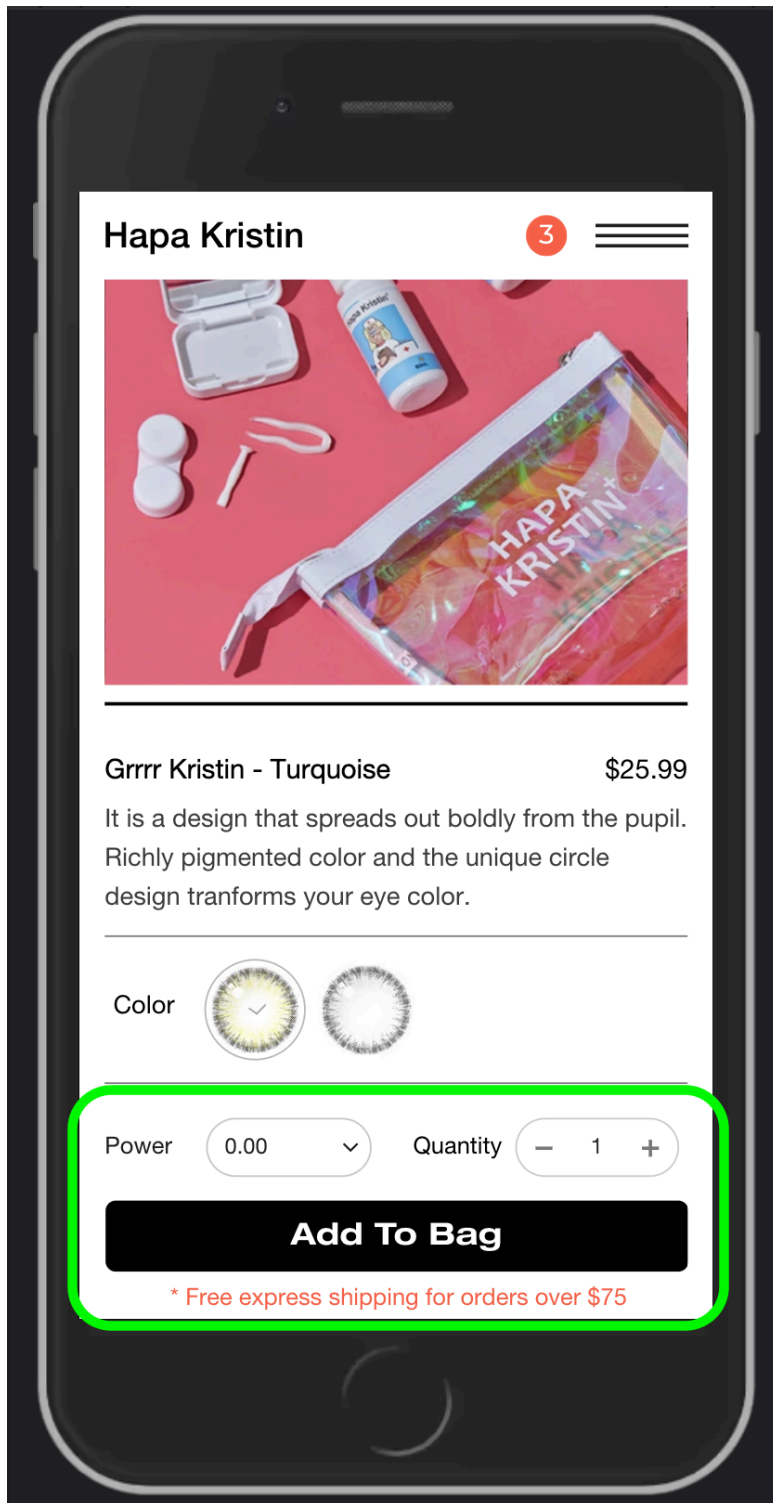 Hapa Kristin
3
Hapa Kristin
HAPA
KRISTIN+
Grrrr Kristin - Turquoise $25.99
It is a design that spreads out boldly from the pupil.
Richly pigmented color and the unique circle
design tranforms your eye color.
Color
Power 0.00 Quantity − 1 +
Add To Bag
* Free express shipping for orders over $75